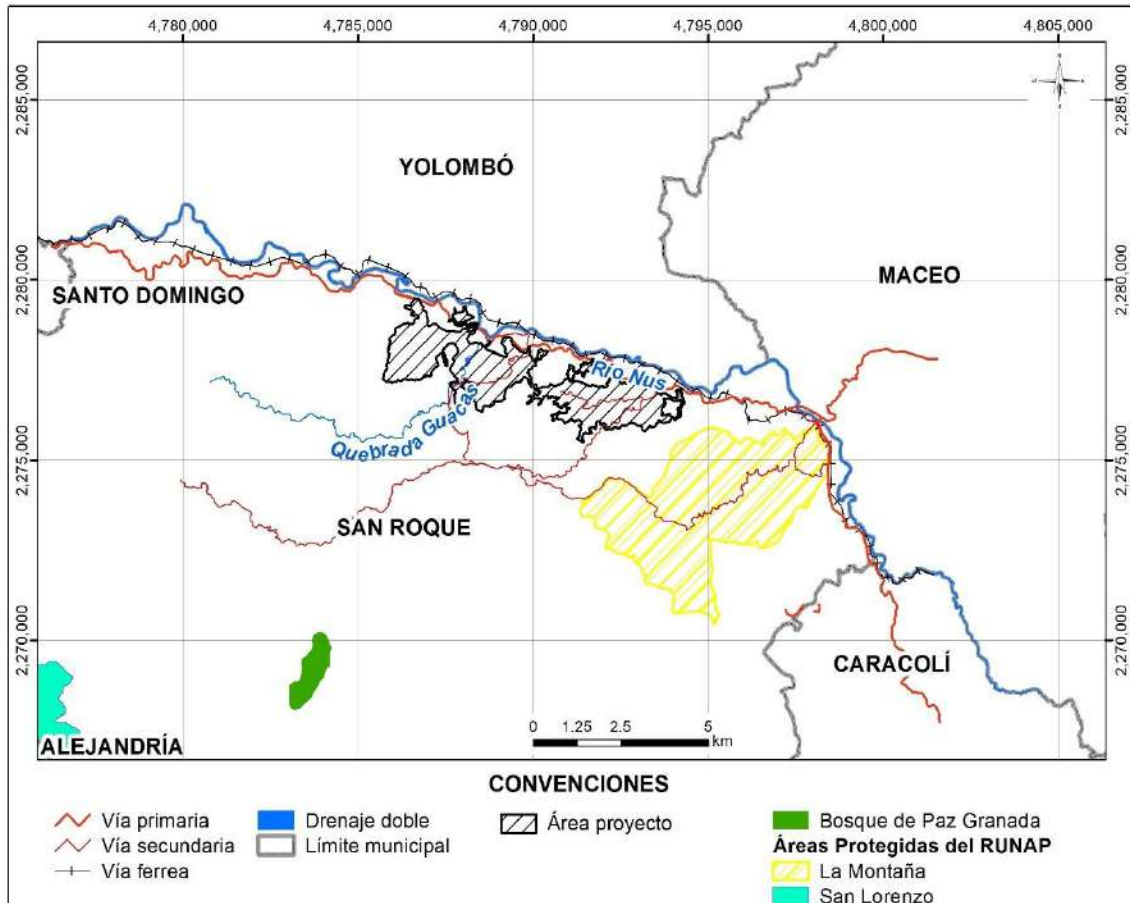 4,780,000 4,785,000 4,790,000 4,795,000 4,800,000 4,805,000
2,285,000 2,285,000
YOLOMBÓ
MACEO
2,280,000 2,280,000
SANTO DOMINGO
Río Nus
Quebrada Guacas
2,275,000 2,275,000
SAN ROQUE
2,270,000 2,270,000
CARACOLÍ
ALEJANDRÍA
0 1.25 2.5 5
km
CONVENCIONES
Vía primaria
Vía secundaria
Vía ferrea
Drenaje doble
Límite municipal
Área proyecto
Bosque de Paz Granada
Áreas Protegidas del RUNAP
La Montaña
San Lorenzo